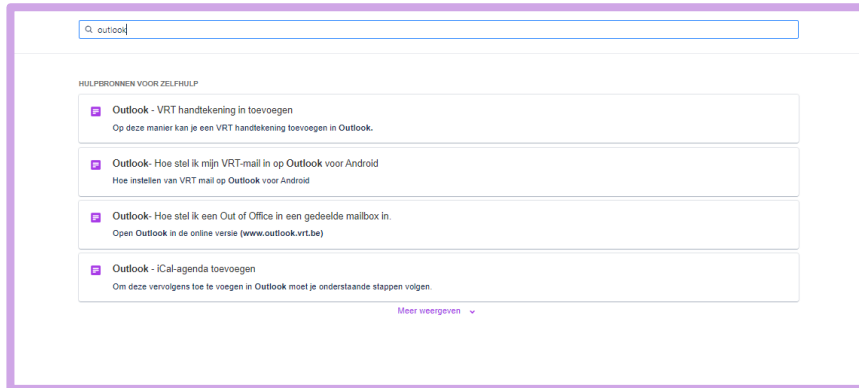 outlook
HULPBRONNEN VOOR ZELFHULP
Outlook - VRT handtekening in toevoegen
Op deze manier kan je een VRT handtekening toevoegen in Outlook.
Outlook- Hoe stel ik mijn VRT-mail in op Outlook voor Android
Hoe instellen van VRT mail op Outlook voor Android
Outlook- Hoe stel ik een Out of Office in een gedeelde mailbox in.
Open Outlook in de online versie (www.outlook.vrt.be)
Outlook - iCal-agenda toevoegen
Om deze vervolgens toe te voegen in Outlook moet je onderstaande stappen volgen.
Meer weergeven